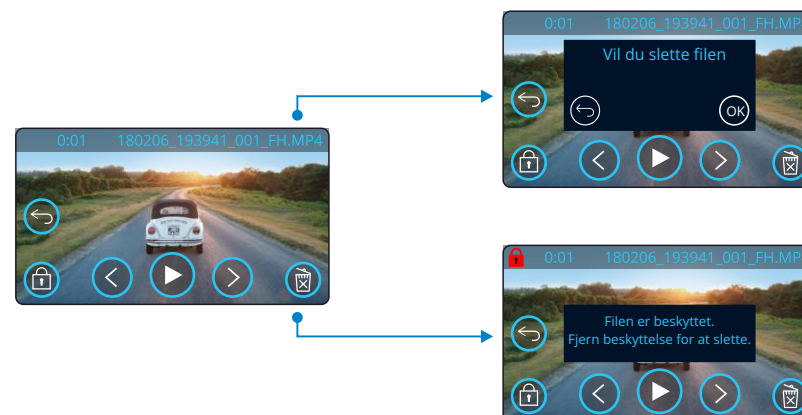 0:01 180206_193941_001_FH.MP4
0:01 180206_193941_001_FH.MP
Vil du slette filen
OK
0:01 180206_193941_001_FH.MP
Filen er beskyttet.
Fjern beskyttelse for at slette.